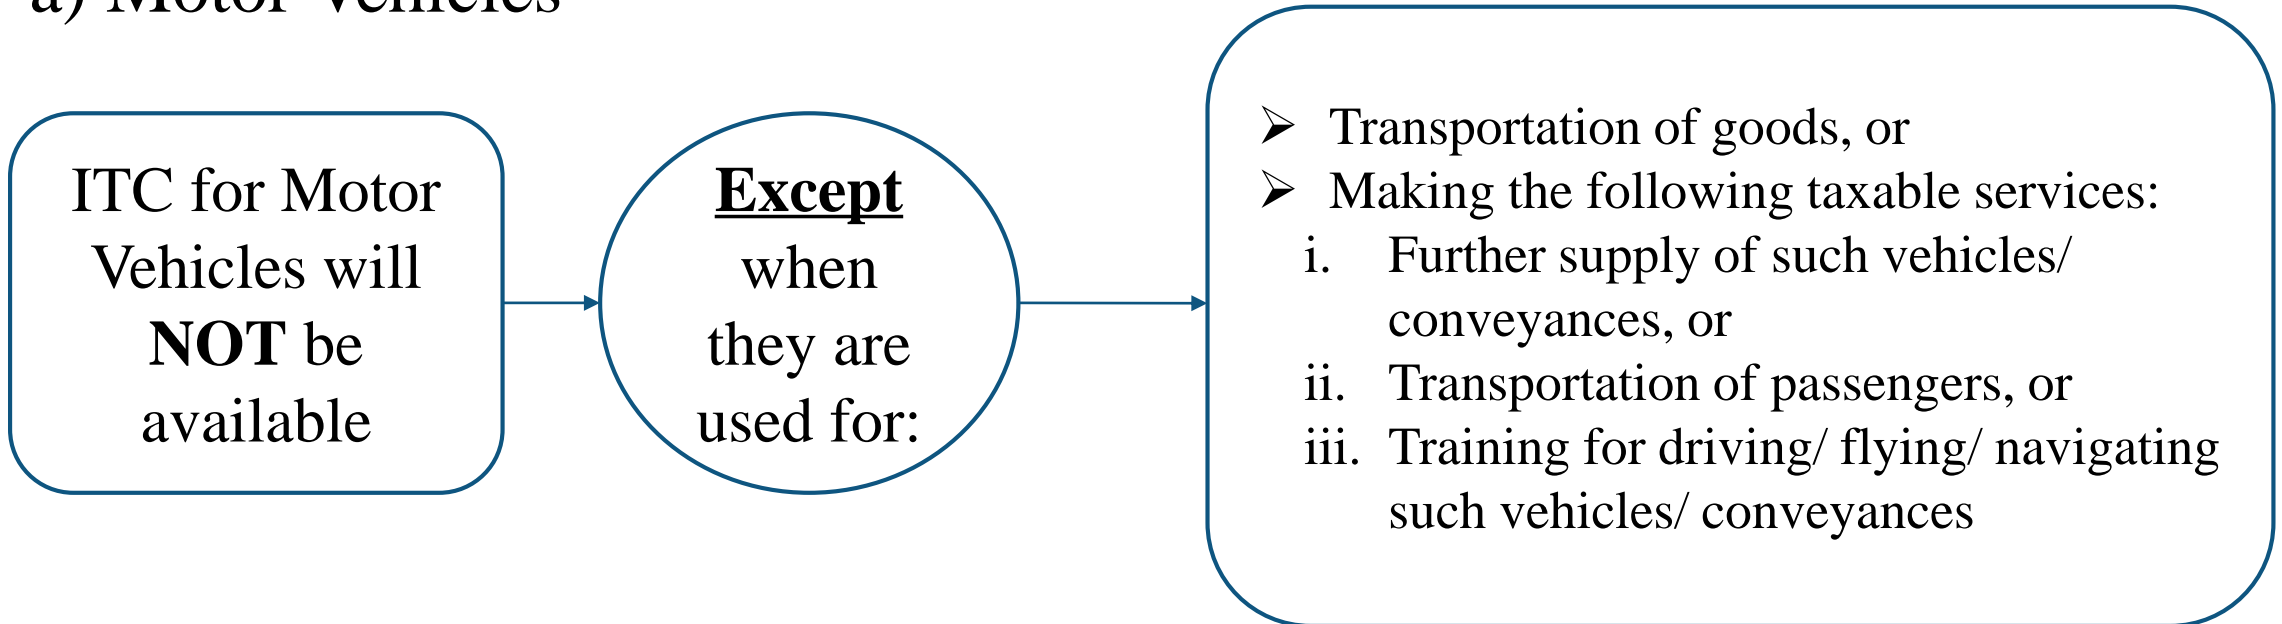 a) Motor Vehicles
ITC for Motor
Vehicles will
NOT be
available
Except
when
they are
used for:
➢ Transportation of goods, or
➢ Making the following taxable services:
i. Further supply of such vehicles/
conveyances, or
ii. Transportation of passengers, or
iii. Training for driving/ flying/ navigating
such vehicles/ conveyances